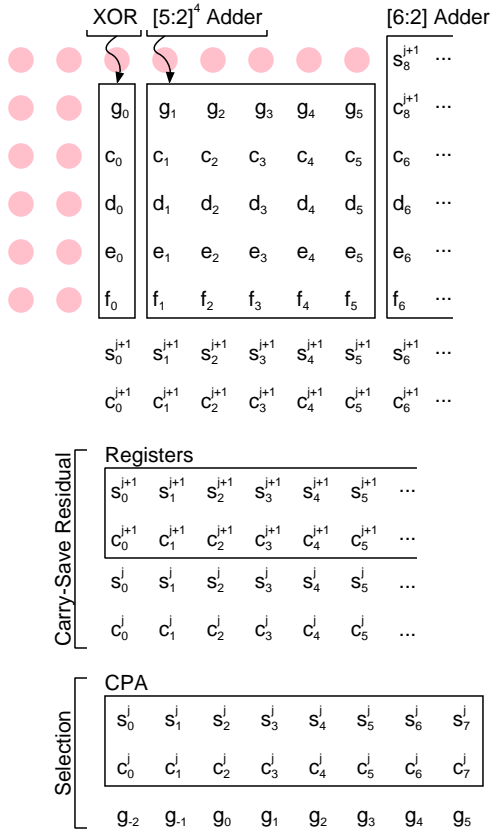 XOR [5:2]⁴ Adder [6:2] Adder
s₈ʲ⁺¹ ...
g₀ g₁ g₂ g₃ g₄ g₅ c₈ʲ⁺¹ ...
c₀ c₁ c₂ c₃ c₄ c₅ c₆ ...
d₀ d₁ d₂ d₃ d₄ d₅ d₆ ...
e₀ e₁ e₂ e₃ e₄ e₅ e₆ ...
f₀ f₁ f₂ f₃ f₄ f₅ f₆ ...
s₀ʲ⁺¹ s₁ʲ⁺¹ s₂ʲ⁺¹ s₃ʲ⁺¹ s₄ʲ⁺¹ s₅ʲ⁺¹ s₆ʲ⁺¹ ...
c₀ʲ⁺¹ c₁ʲ⁺¹ c₂ʲ⁺¹ c₃ʲ⁺¹ c₄ʲ⁺¹ c₅ʲ⁺¹ c₆ʲ⁺¹ ...
Carry-Save Residual
Registers
s₀ʲ⁺¹ s₁ʲ⁺¹ s₂ʲ⁺¹ s₃ʲ⁺¹ s₄ʲ⁺¹ s₅ʲ⁺¹ ...
c₀ʲ⁺¹ c₁ʲ⁺¹ c₂ʲ⁺¹ c₃ʲ⁺¹ c₄ʲ⁺¹ c₅ʲ⁺¹ ...
s₀ʲ s₁ʲ s₂ʲ s₃ʲ s₄ʲ s₅ʲ ...
c₀ʲ c₁ʲ c₂ʲ c₃ʲ c₄ʲ c₅ʲ ...
Selection
CPA
s₀ʲ s₁ʲ s₂ʲ s₃ʲ s₄ʲ s₅ʲ s₆ʲ s₇ʲ
c₀ʲ c₁ʲ c₂ʲ c₃ʲ c₄ʲ c₅ʲ c₆ʲ c₇ʲ
g₋₂ g₋₁ g₀ g₁ g₂ g₃ g₄ g₅